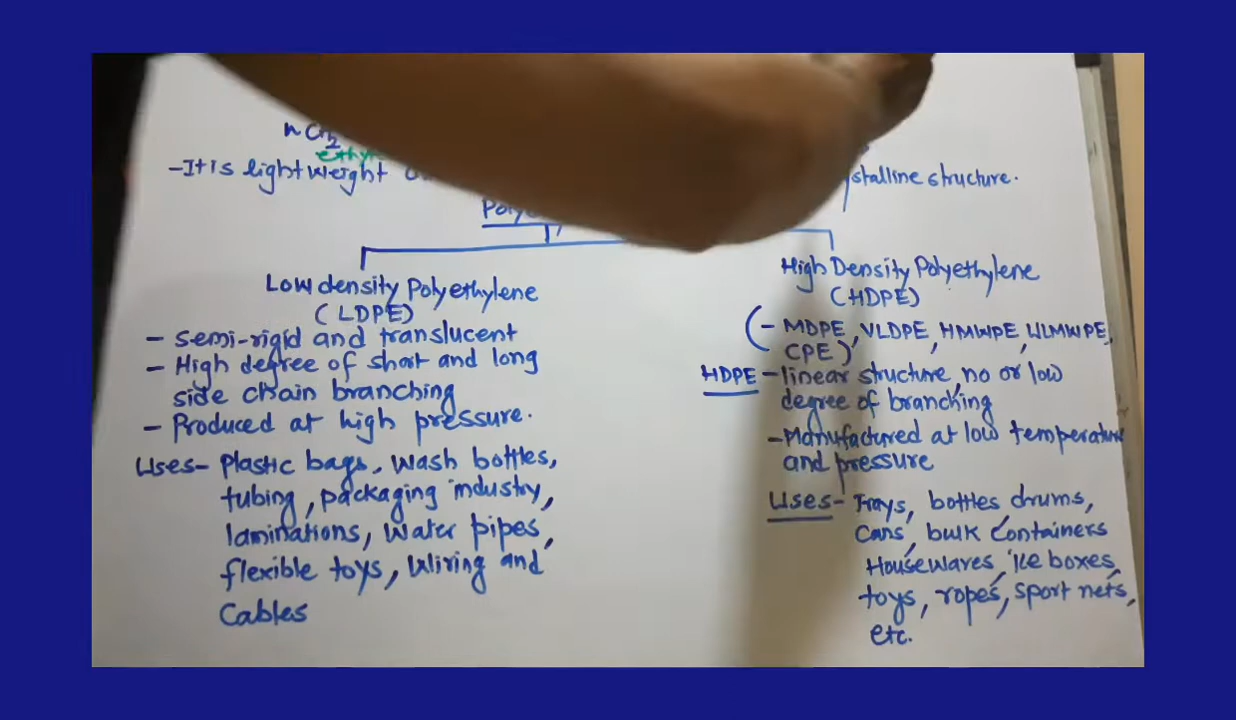 n CH2
ethy
-It is light weight
stalline structure.
Poly
Low density Polyethylene
(LDPE)
- semi-rigid and translucent
- High degree of short and long
side chain branching
- Produced at high pressure.
Uses- Plastic bags, Wash bottles,
tubing, packaging industry,
laminations, Water pipes,
flexible toys, Wiring and
Cables
High Density Polyethylene
(HDPE)
(- MDPE, VLDPE, HMWPE, ULMWPE,
CPE)
HDPE - linear structure, no or low
degree of branching
-Manufactured at low temperature
and pressure
Uses- Trays, bottles drums,
Cans, bulk Containers
Housewares, ice boxes,
toys, ropes, sport nets,
etc.